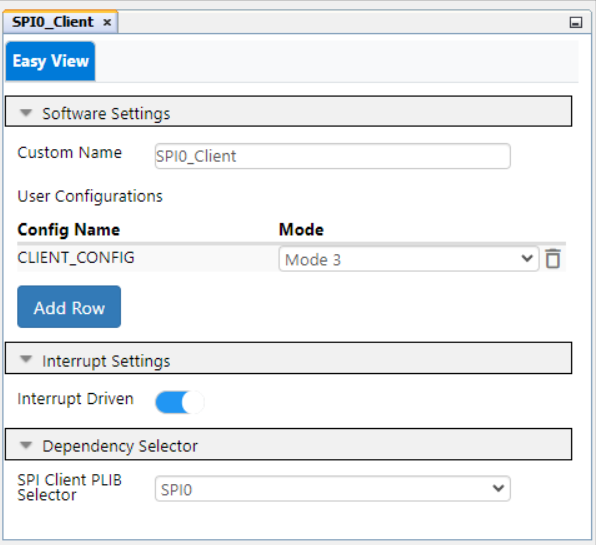 SPI0_Client ×
Easy View
Software Settings
Custom Name SPI0_Client
User Configurations
Config Name Mode
CLIENT_CONFIG Mode 3
Add Row
Interrupt Settings
Interrupt Driven
Dependency Selector
SPI Client PLIB
Selector
SPI0